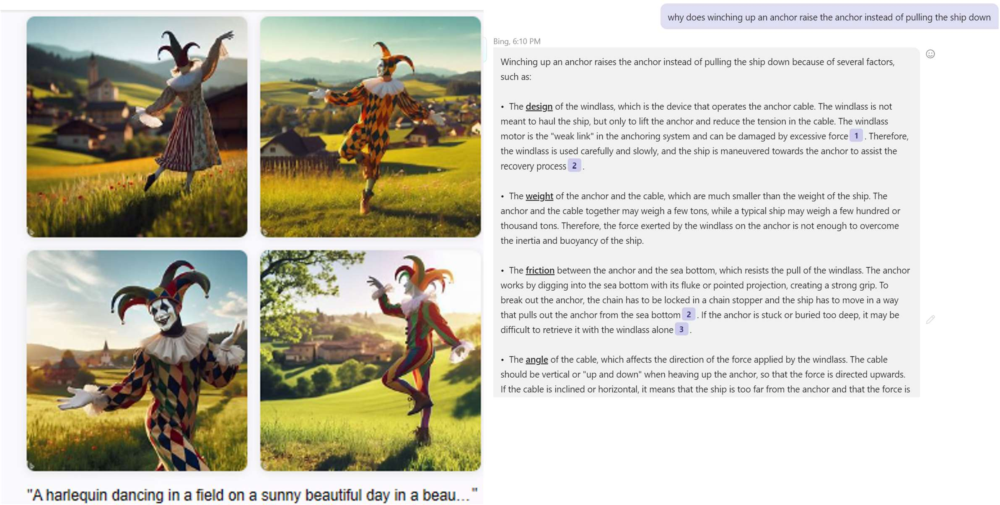 "A harlequin dancing in a field on a sunny beautiful day in a beau..."
why does winching up an anchor raise the anchor instead of pulling the ship down
Bing, 6:10 PM
Winching up an anchor raises the anchor instead of pulling the ship down because of several factors,
such as:
• The design of the windlass, which is the device that operates the anchor cable. The windlass is not
meant to haul the ship, but only to lift the anchor and reduce the tension in the cable. The windlass
motor is the "weak link" in the anchoring system and can be damaged by excessive force 1 . Therefore,
the windlass is used carefully and slowly, and the ship is maneuvered towards the anchor to assist the
recovery process 2 .
• The weight of the anchor and the cable, which are much smaller than the weight of the ship. The
anchor and the cable together may weigh a few tons, while a typical ship may weigh a few hundred or
thousand tons. Therefore, the force exerted by the windlass on the anchor is not enough to overcome
the inertia and buoyancy of the ship.
• The friction between the anchor and the sea bottom, which resists the pull of the windlass. The anchor
works by digging into the sea bottom with its fluke or pointed projection, creating a strong grip. To
break out the anchor, the chain has to be locked in a chain stopper and the ship has to move in a way
that pulls out the anchor from the sea bottom 2 . If the anchor is stuck or buried too deep, it may be
difficult to retrieve it with the windlass alone 3 .
• The angle of the cable, which affects the direction of the force applied by the windlass. The cable
should be vertical or "up and down" when heaving up the anchor, so that the force is directed upwards.
If the cable is inclined or horizontal, it means that the ship is too far from the anchor and that the force is